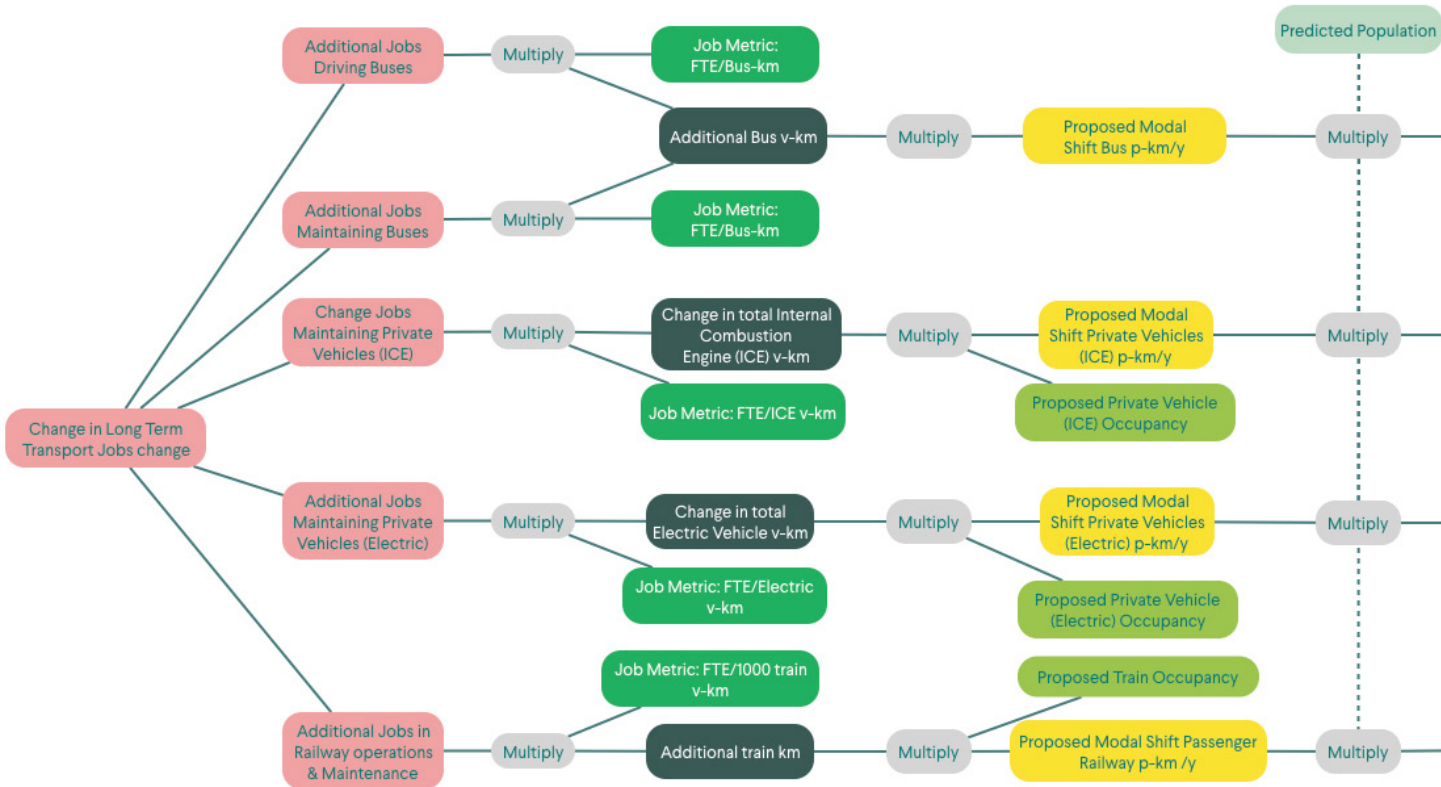 Additional Jobs
Driving Buses
Multiply
Job Metric:
FTE/Bus-km
Predicted Population
Additional Bus v-km
Multiply
Proposed Modal
Shift Bus p-km/y
Multiply
Additional Jobs
Maintaining Buses
Multiply
Job Metric:
FTE/Bus-km
Change Jobs
Maintaining Private
Vehicles (ICE)
Multiply
Change in total Internal
Combustion
Engine (ICE) v-km
Multiply
Proposed Modal
Shift Private Vehicles
(ICE) p-km/y
Multiply
Job Metric: FTE/ICE v-km
Proposed Private Vehicle
(ICE) Occupancy
Change in Long Term
Transport Jobs change
Additional Jobs
Maintaining Private
Vehicles (Electric)
Multiply
Change in total
Electric Vehicle v-km
Multiply
Proposed Modal
Shift Private Vehicles
(Electric) p-km/y
Multiply
Job Metric: FTE/Electric
v-km
Proposed Private Vehicle
(Electric) Occupancy
Job Metric: FTE/1000 train
v-km
Proposed Train Occupancy
Additional Jobs in
Railway operations
& Maintenance
Multiply
Additional train km
Multiply
Proposed Modal Shift Passenger
Railway p-km /y
Multiply